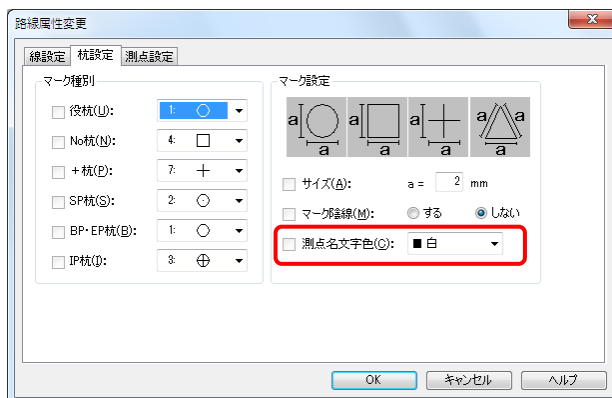 路線属性変更
線設定 杭設定 測点設定
マーク種別
役杭(U): 1:
No杭(N): 4:
+杭(P): 7:
SP杭(S): 2:
BP・EP杭(B): 1:
IP杭(I): 3:
マーク設定
a a a a a
a a a a
サイズ(A): a = 2 mm
マーク陰線(M): する しない
測点名文字色(C): ■白
OK キャンセル ヘルプ